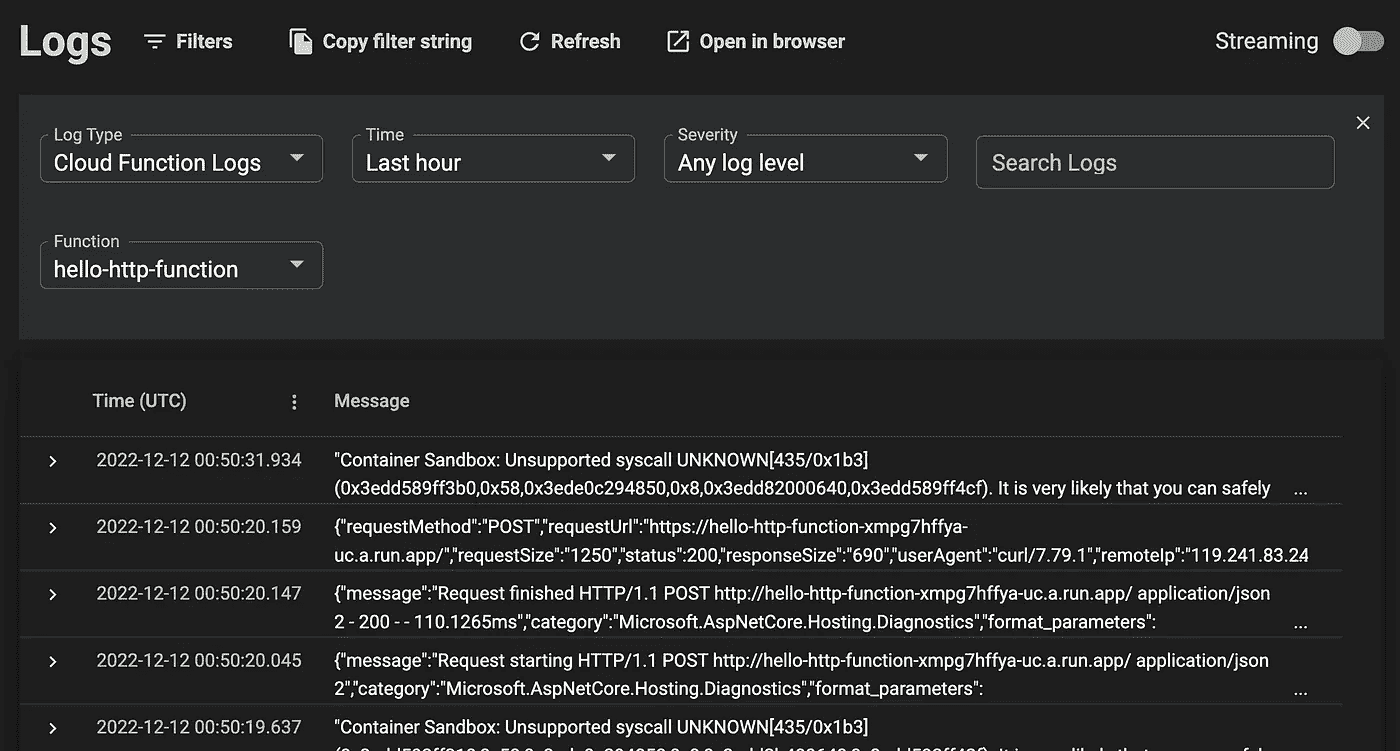 Logs Filters Copy filter string Refresh Open in browser Streaming
Log Type Time Severity
Cloud Function Logs Last hour Any log level Search Logs
Function
hello-http-function
Time (UTC) Message
2022-12-12 00:50:31.934 "Container Sandbox: Unsupported syscall UNKNOWN[435/0x1b3]
(0x3edd589ff3b0,0x58,0x3ede0c294850,0x8,0x3edd82000640,0x3edd589ff4cf). It is very likely that you can safely ...
2022-12-12 00:50:20.159 {"requestMethod":"POST","requestUrl":"https://hello-http-function-xmpg7hffya-
uc.a.run.app/","requestSize":"1250","status":200,"responseSize":"690","userAgent":"curl/7.79.1","remoteIp":"119.241.83.24...
2022-12-12 00:50:20.147 {"message":"Request finished HTTP/1.1 POST http://hello-http-function-xmpg7hffya-uc.a.run.app/ application/json
2 - 200 - - 110.1265ms","category":"Microsoft.AspNetCore.Hosting.Diagnostics","format_parameters": ...
2022-12-12 00:50:20.045 {"message":"Request starting HTTP/1.1 POST http://hello-http-function-xmpg7hffya-uc.a.run.app/ application/json
2","category":"Microsoft.AspNetCore.Hosting.Diagnostics","format_parameters": ...
2022-12-12 00:50:19.637 "Container Sandbox: Unsupported syscall UNKNOWN[435/0x1b3]